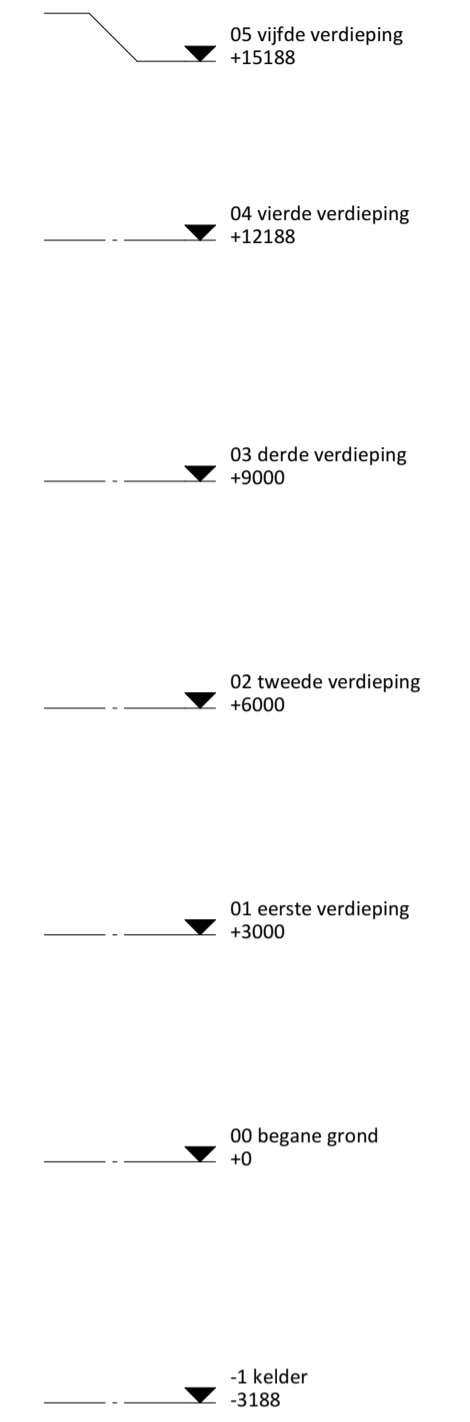 05 vijfde verdieping
+15188
04 vierde verdieping
+12188
03 derde verdieping
+9000
02 tweede verdieping
+6000
01 eerste verdieping
+3000
00 begane grond
+0
-1 kelder
-3188